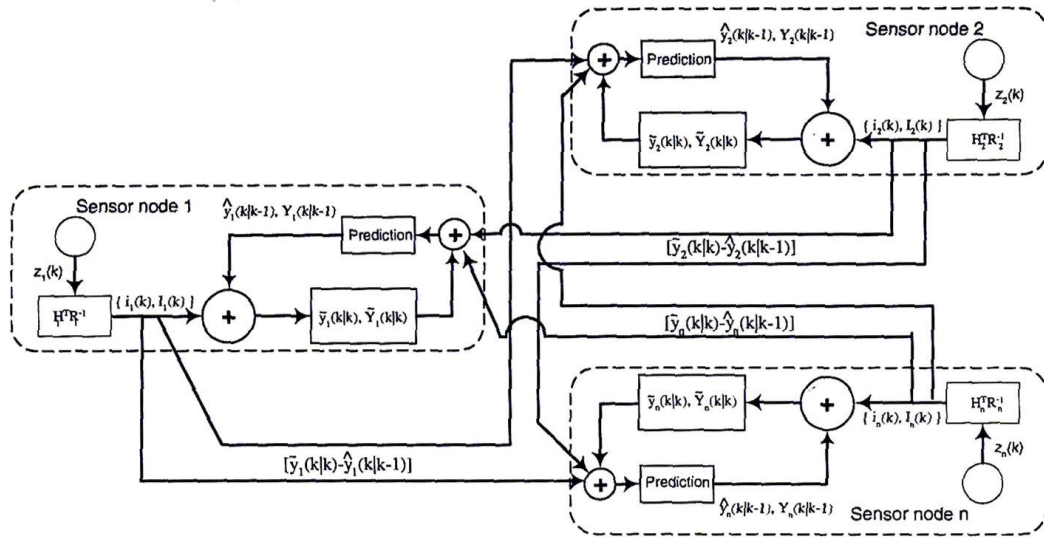 Sensor node 2
ŷ₂(k|k-1), Y₂(k|k-1)
Prediction
z₂(k)
ỹ₂(k|k), Ỹ₂(k|k)
{ i₂(k), I₂(k) }
H₂ᵀR₂⁻¹
Sensor node 1
ŷ₁(k|k-1), Y₁(k|k-1)
Prediction
z₁(k)
{ i₁(k), I₁(k) }
H₁ᵀR₁⁻¹
ỹ₁(k|k), Ỹ₁(k|k)
[ỹ₂(k|k)-ŷ₂(k|k-1)]
[ỹₙ(k|k)-ŷₙ(k|k-1)]
[ỹ₁(k|k)-ŷ₁(k|k-1)]
ỹₙ(k|k), Ỹₙ(k|k)
{ iₙ(k), Iₙ(k) }
HₙᵀRₙ⁻¹
zₙ(k)
Prediction
ŷₙ(k|k-1), Yₙ(k|k-1)
Sensor node n